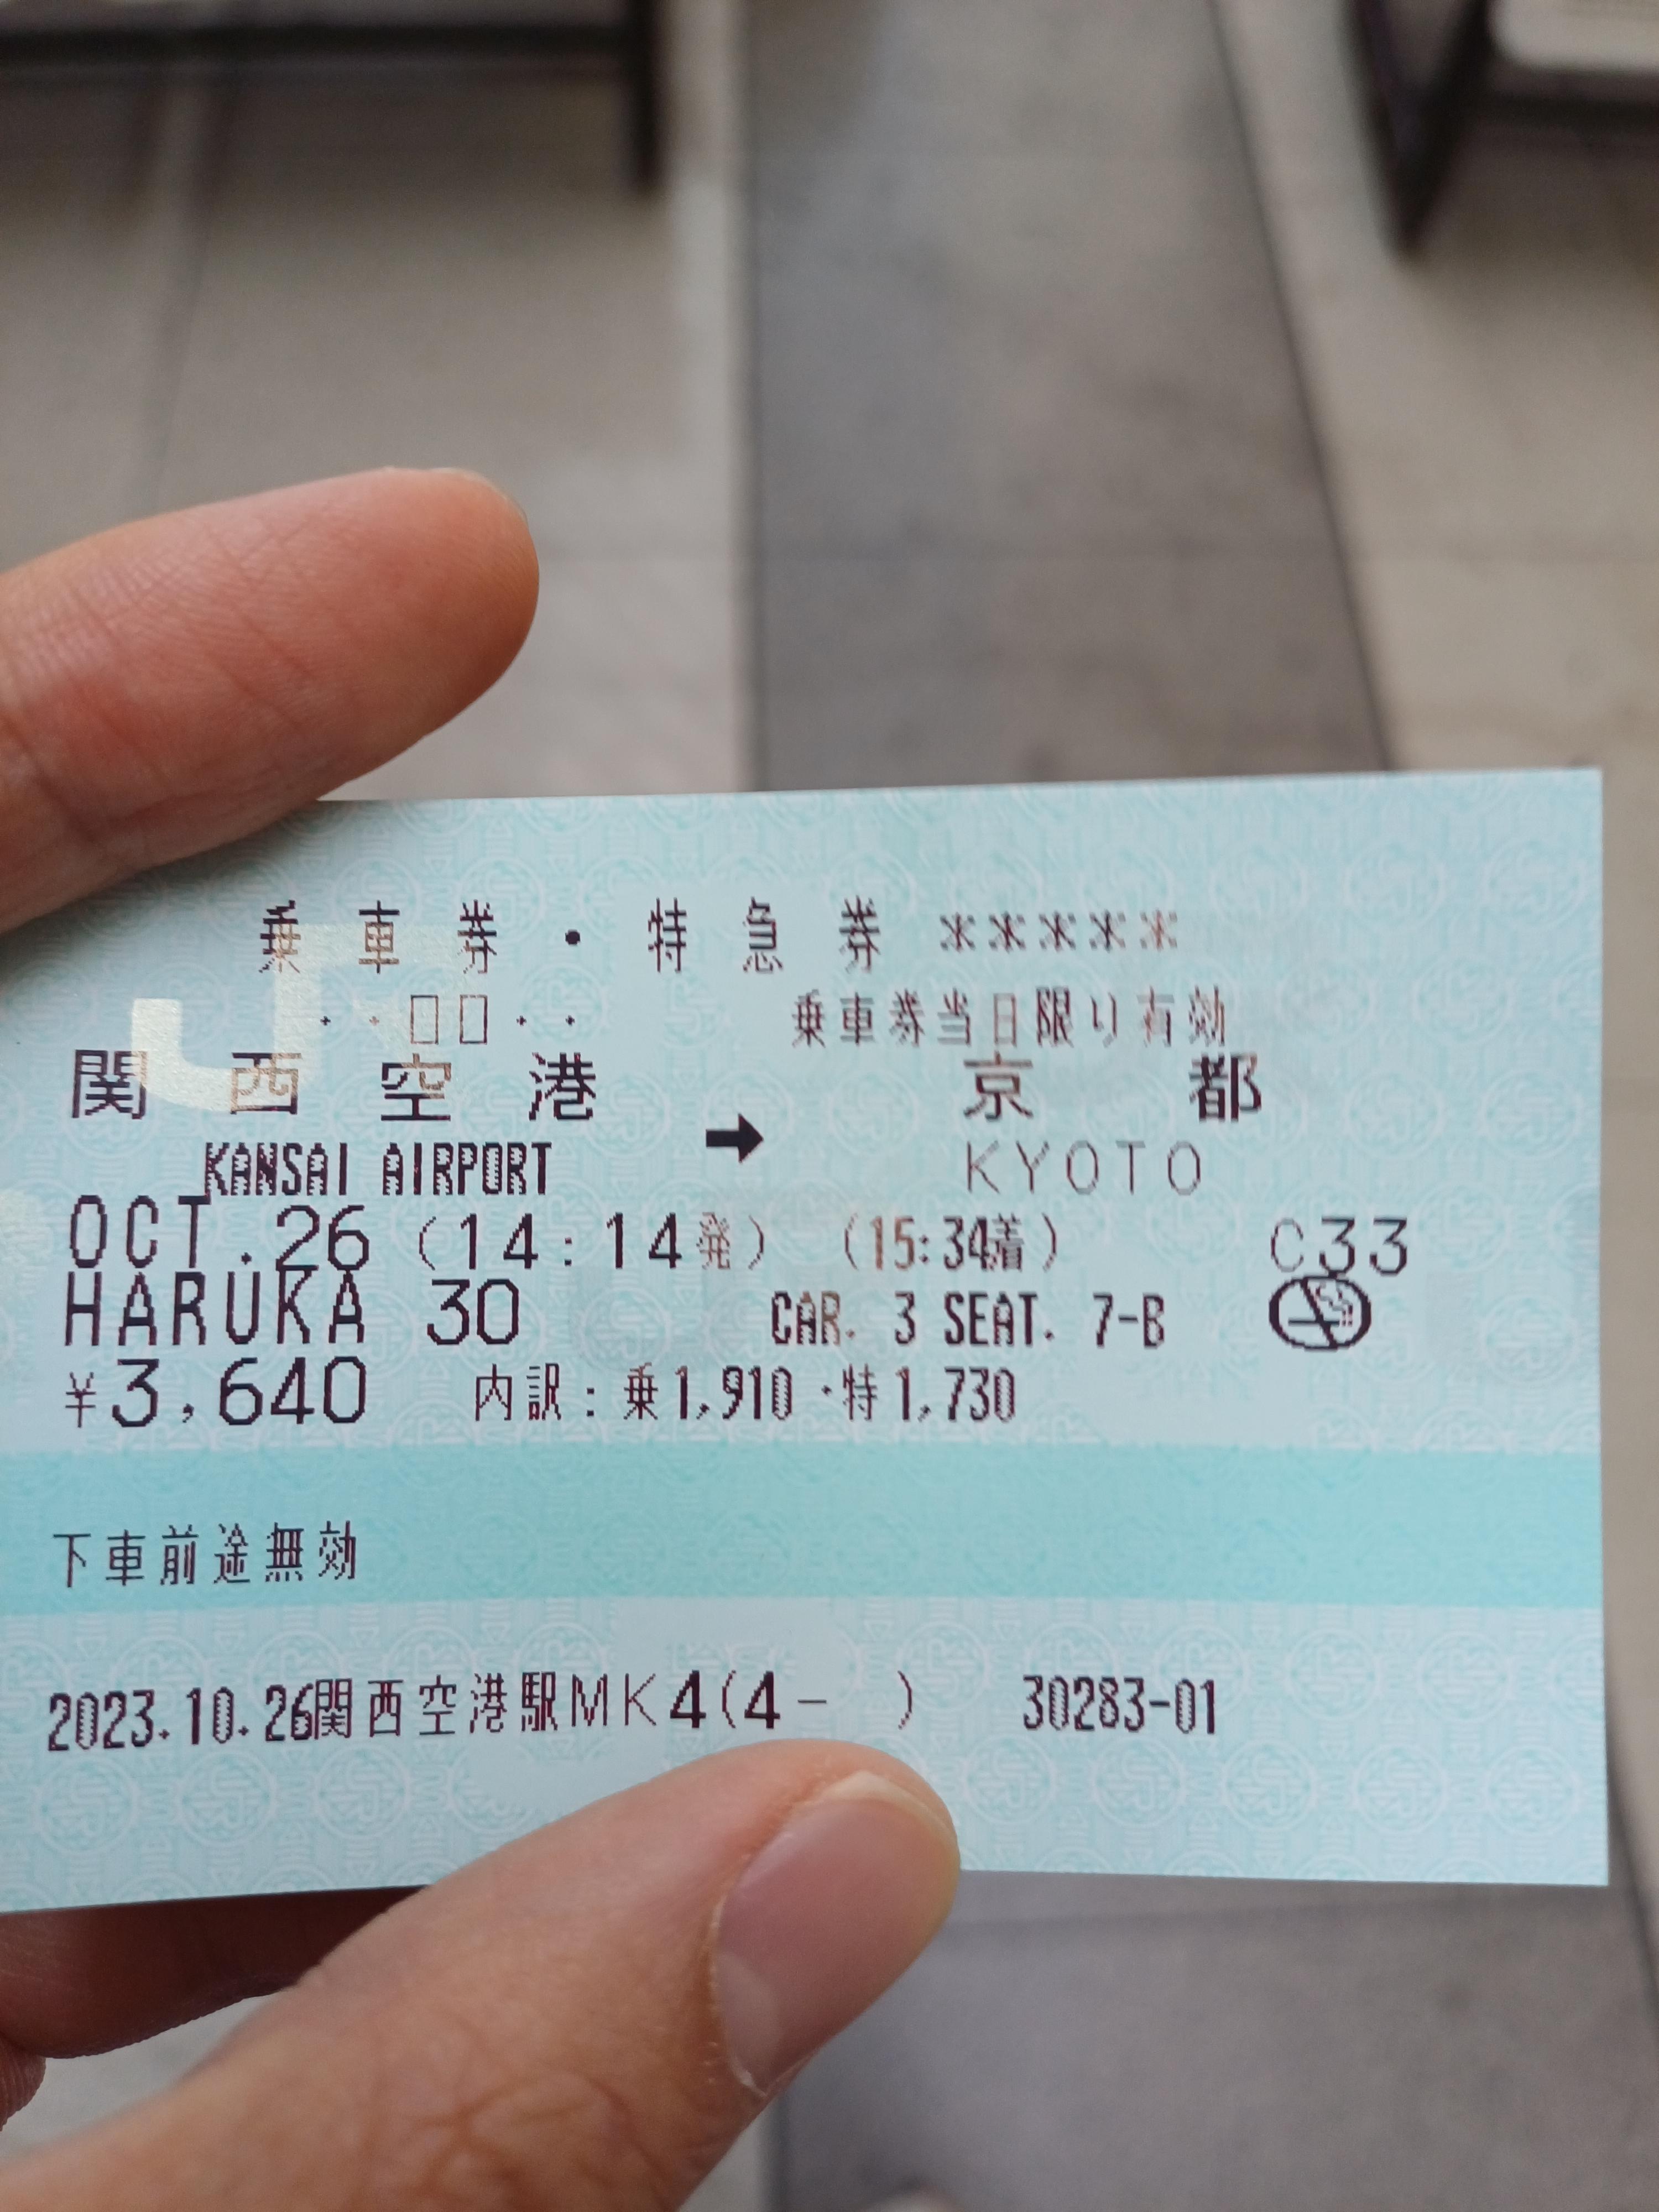 乗車券・特急券 ※※※※※
・・□□・・ 乗車券当日限り有効
関西空港 → 京都
KANSAI AIRPORT KYOTO
OCT.26 (14:14発) (15:34着) C33
HARUKA 30 CAR. 3 SEAT. 7-B
¥3,640 内訳:乗1,910・特1,730
下車前途無効
2023.10.26関西空港駅MK4(4- ) 30283-01